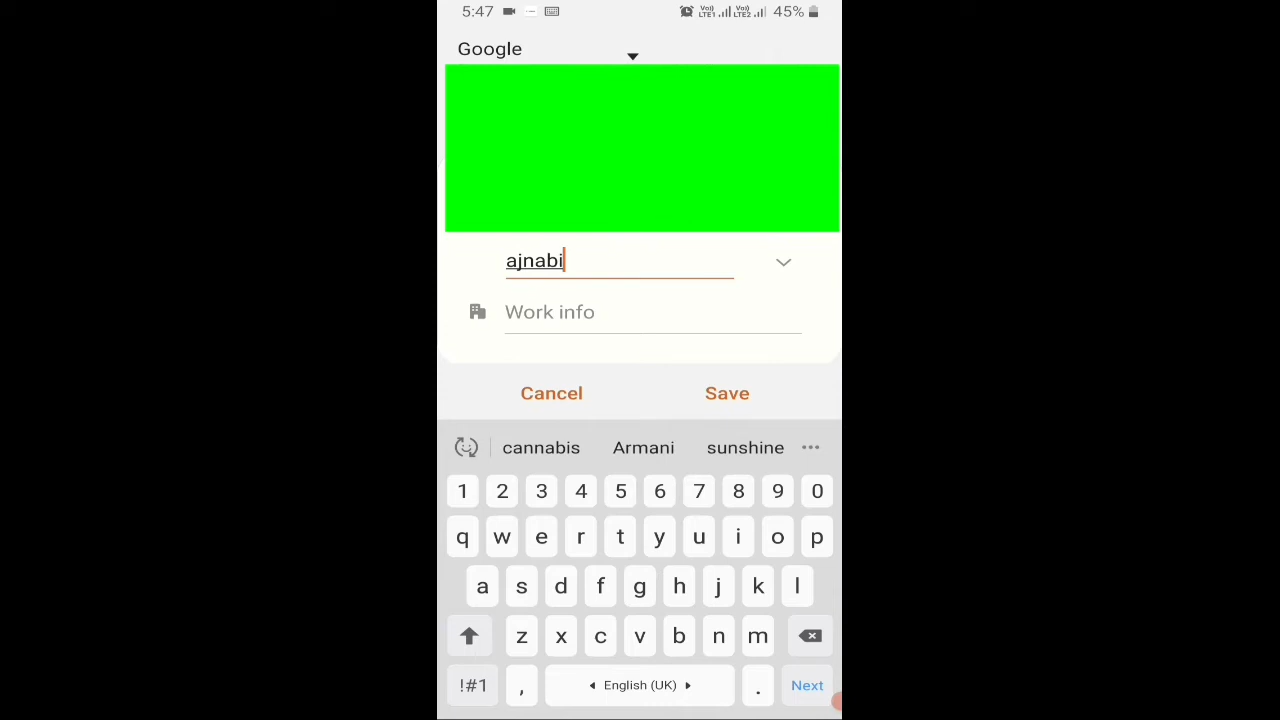 5:47 45%
Google
ajnabi
Work info
Cancel Save
cannabis Armani sunshine
1 2 3 4 5 6 7 8 9 0
q w e r t y u i o p
a s d f g h j k l
z x c v b n m
!#1 , English (UK) . Next